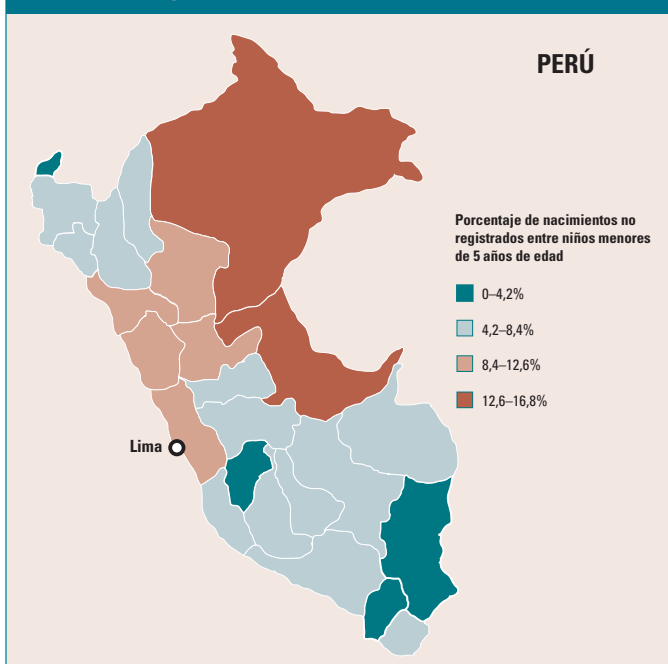 PERÚ
Porcentaje de nacimientos no
registrados entre niños menores
de 5 años de edad
0–4,2%
4,2–8,4%
8,4–12,6%
12,6–16,8%
Lima